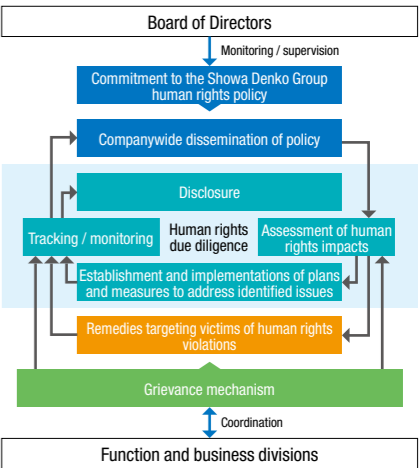 Board of Directors
Monitoring / supervision
Commitment to the Showa Denko Group
human rights policy
Companywide dissemination of policy
Disclosure
Tracking / monitoring
Human rights
due diligence
Assessment of human
rights impacts
Establishment and implementations of plans
and measures to address identified issues
Remedies targeting victims of human rights
violations
Grievance mechanism
Coordination
Function and business divisions